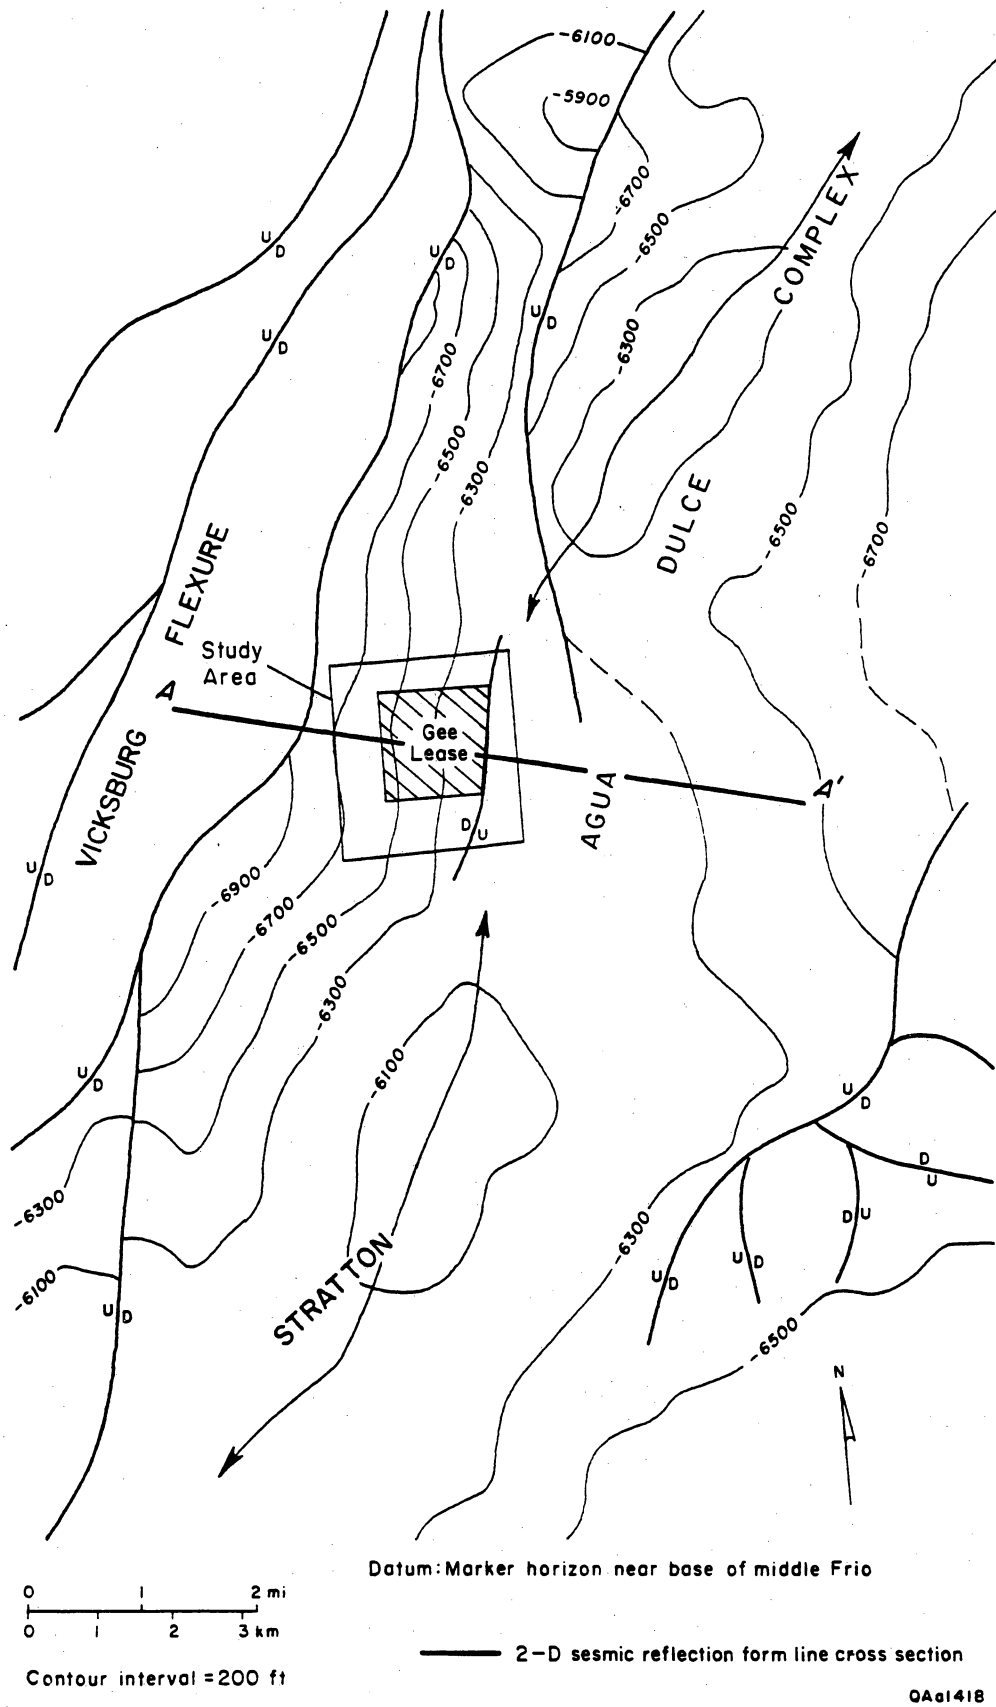 -6100
-5900
-6700
-6500
COMPLEX
U
D
U
D
U
D
U
D
-6300
-6700
-6500
-6300
DULCE
-6500
-6700
FLEXURE
Study
Area
A
Gee
Lease
VICKSBURG
AGUA
A'
D
U
U
D
-6900
-6700
-6500
-6300
-6100
U
D
U
D
D
U
-6300
-6300
D
U
U
D
U
D
-6100
U
D
STRATTON
-6500
N
Datum: Marker horizon near base of middle Frio
0 1 2 mi
0 1 2 3 km
2-D sesmic reflection form line cross section
Contour interval = 200 ft
QAa1418